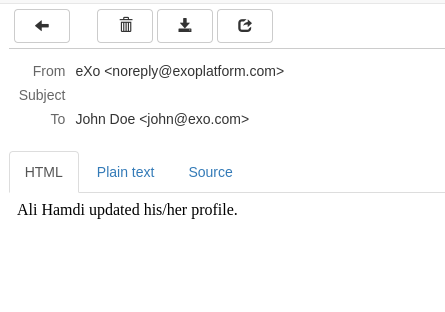 From eXo <noreply@exoplatform.com>
Subject
To John Doe <john@exo.com>
HTML Plain text Source
Ali Hamdi updated his/her profile.